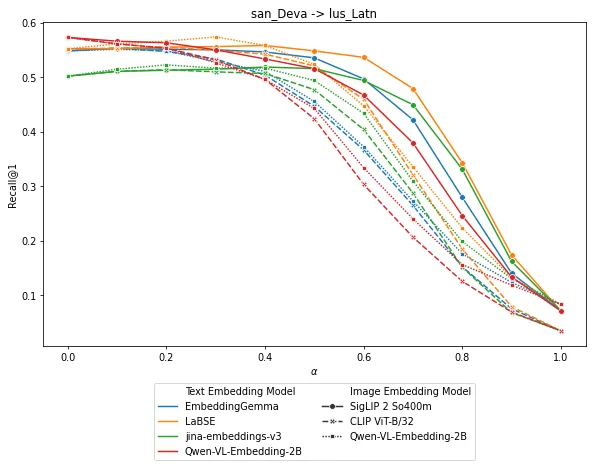 san_Deva -> lus_Latn
0.6
0.5
0.4
0.3
0.2
0.1
Recall@1
0.0 0.2 0.4 0.6 0.8 1.0
α
Text Embedding Model Image Embedding Model
EmbeddingGemma SigLIP 2 So400m
LaBSE CLIP ViT-B/32
jina-embeddings-v3 Qwen-VL-Embedding-2B
Qwen-VL-Embedding-2B